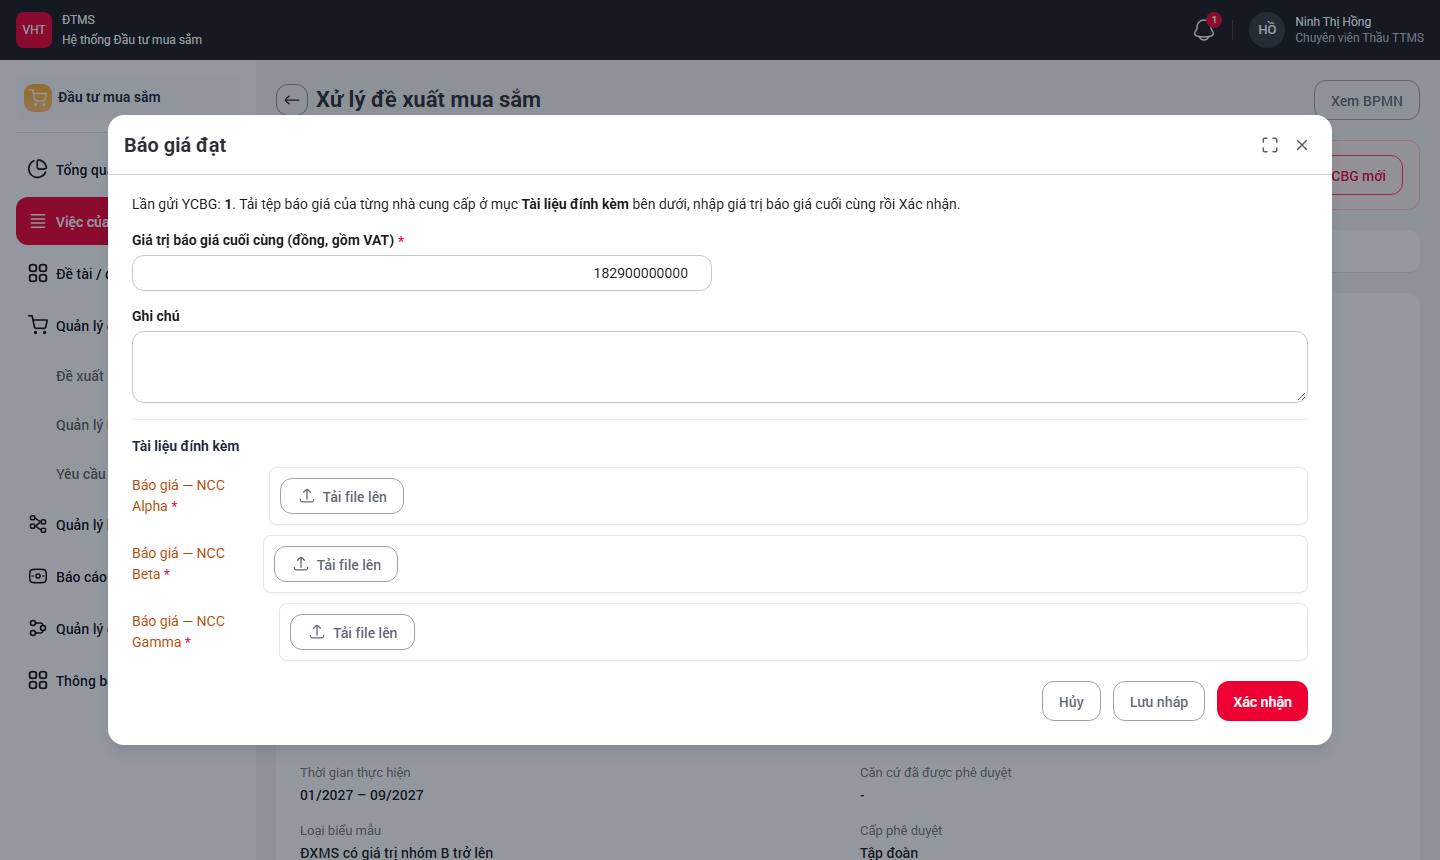 VHT
ĐTMS
Hệ thống Đầu tư mua sắm
1
HỒ
Ninh Thị Hồng
Chuyên viên Thầu TTMS
Đầu tư mua sắm
Xử lý đề xuất mua sắm
Xem BPMN
Báo giá đạt
Tổng qu
CBG mới
Việc của
Lần gửi YCBG: 1. Tải tệp báo giá của từng nhà cung cấp ở mục Tài liệu đính kèm bên dưới, nhập giá trị báo giá cuối cùng rồi Xác nhận.
Giá trị báo giá cuối cùng (đồng, gồm VAT) *
182900000000
Đề tài /
Ghi chú
Quản lý
Đề xuất
Quản lý
Yêu cầu
Tài liệu đính kèm
Báo giá — NCC
Alpha *
Tải file lên
Quản lý
Báo giá — NCC
Beta *
Tải file lên
Báo cáo
Báo giá — NCC
Gamma *
Tải file lên
Quản lý
Thông b
Hủy
Lưu nháp
Xác nhận
Thời gian thực hiện
Căn cứ đã được phê duyệt
01/2027 – 09/2027
-
Loại biểu mẫu
Cấp phê duyệt
ĐXMS có giá trị nhóm B trở lên
Tập đoàn